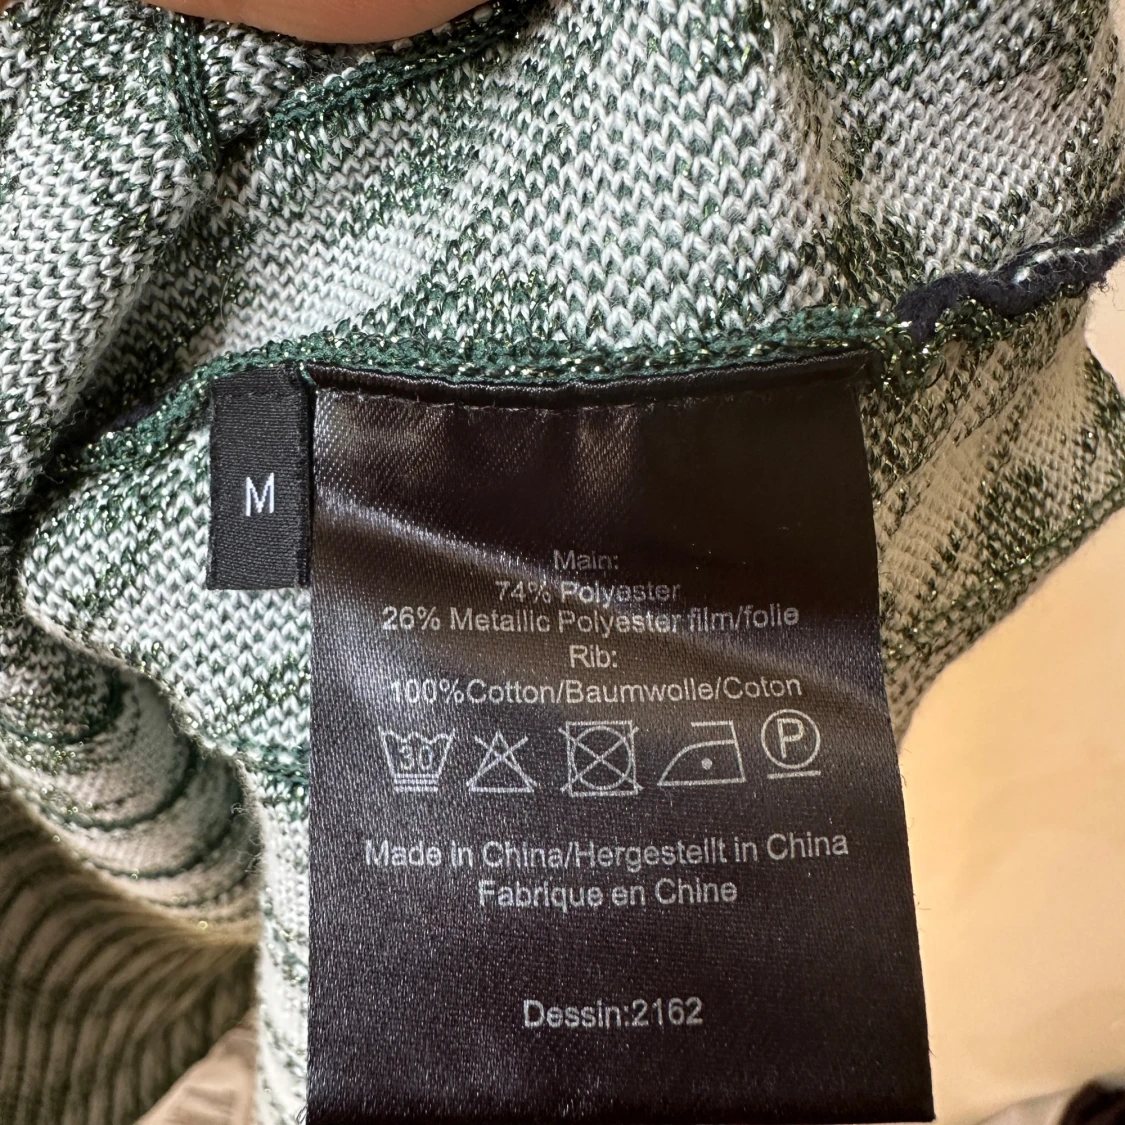 M
Main:
74% Polyester
26% Metallic Polyester film/folie
Rib:
100%Cotton/Baumwolle/Coton
30 P
Made in China/Hergestellt in China
Fabrique en Chine
Dessin:2162